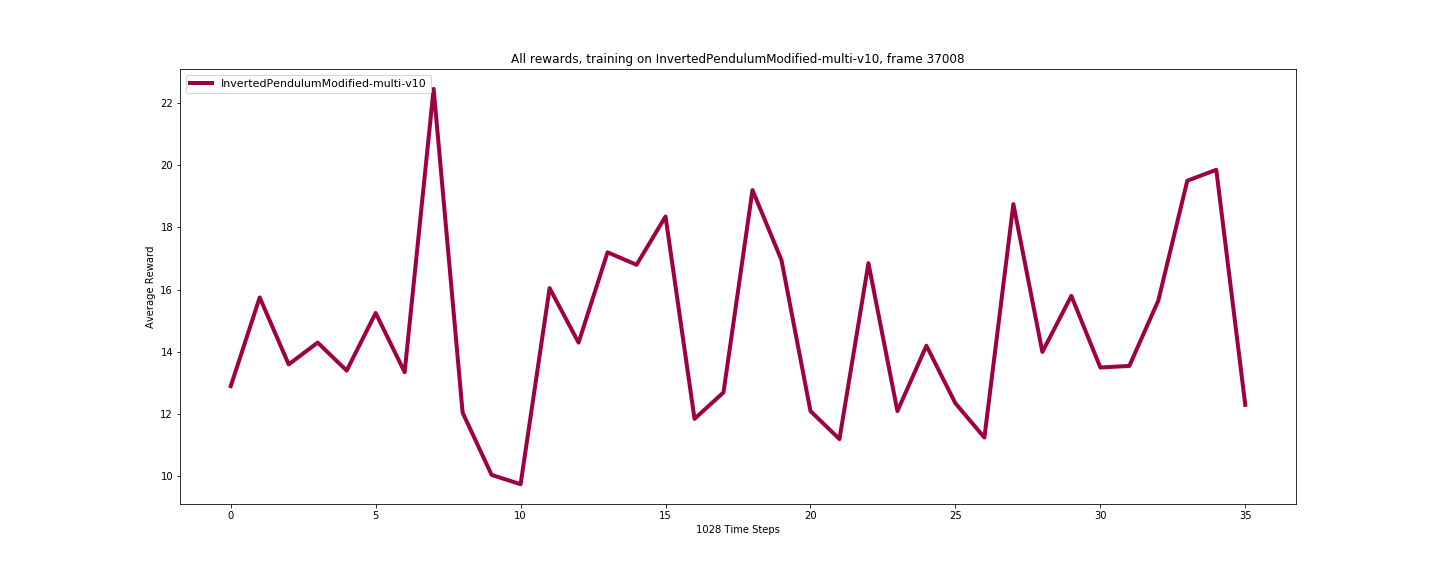 All rewards, training on InvertedPendulumModified-multi-v10, frame 37008
InvertedPendulumModified-multi-v10
22
20
18
16
14
12
10
Average Reward
0 5 10 15 20 25 30 35
1028 Time Steps